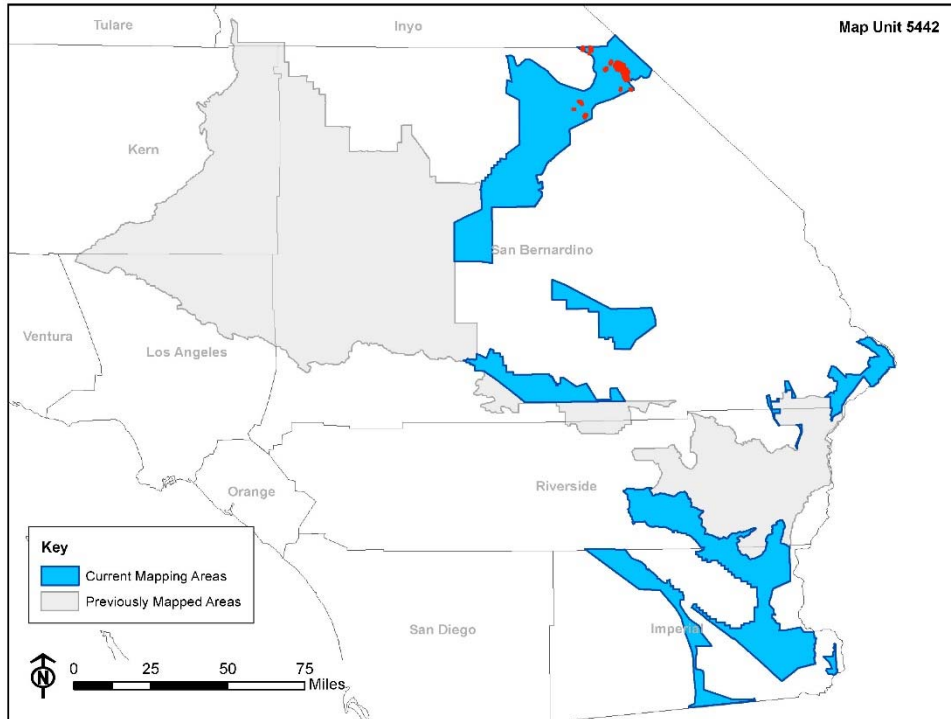 Tulare
Inyo
Map Unit 5442
Kern
San Bernardino
Ventura
Los Angeles
Orange
Riverside
Key
Current Mapping Areas
Previously Mapped Areas
San Diego
Imperial
N
0 25 50 75
Miles